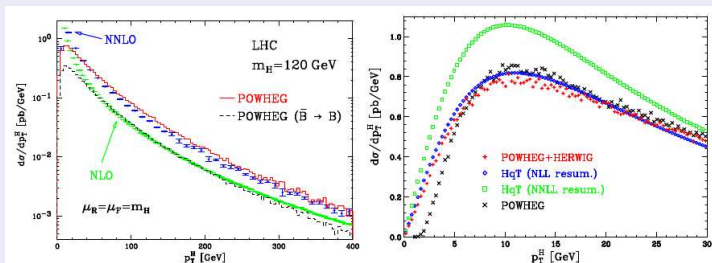 NNLO
LHC
m_H=120 GeV
POWHEG
POWHEG (B̄ → B)
NLO
μ_R=μ_F=m_H
dσ/dp_T^H [pb/GeV]
10^0
10^-1
10^-2
10^-3
0
100
200
300
400
p_T^H [GeV]
dσ/dp_T^H [pb/GeV]
1.0
0.8
0.6
0.4
0.2
0.0
POWHEG+HERWIG
HqT (NLL resum.)
HqT (NNLL resum.)
POWHEG
0
5
10
15
20
25
30
p_T^H [GeV]